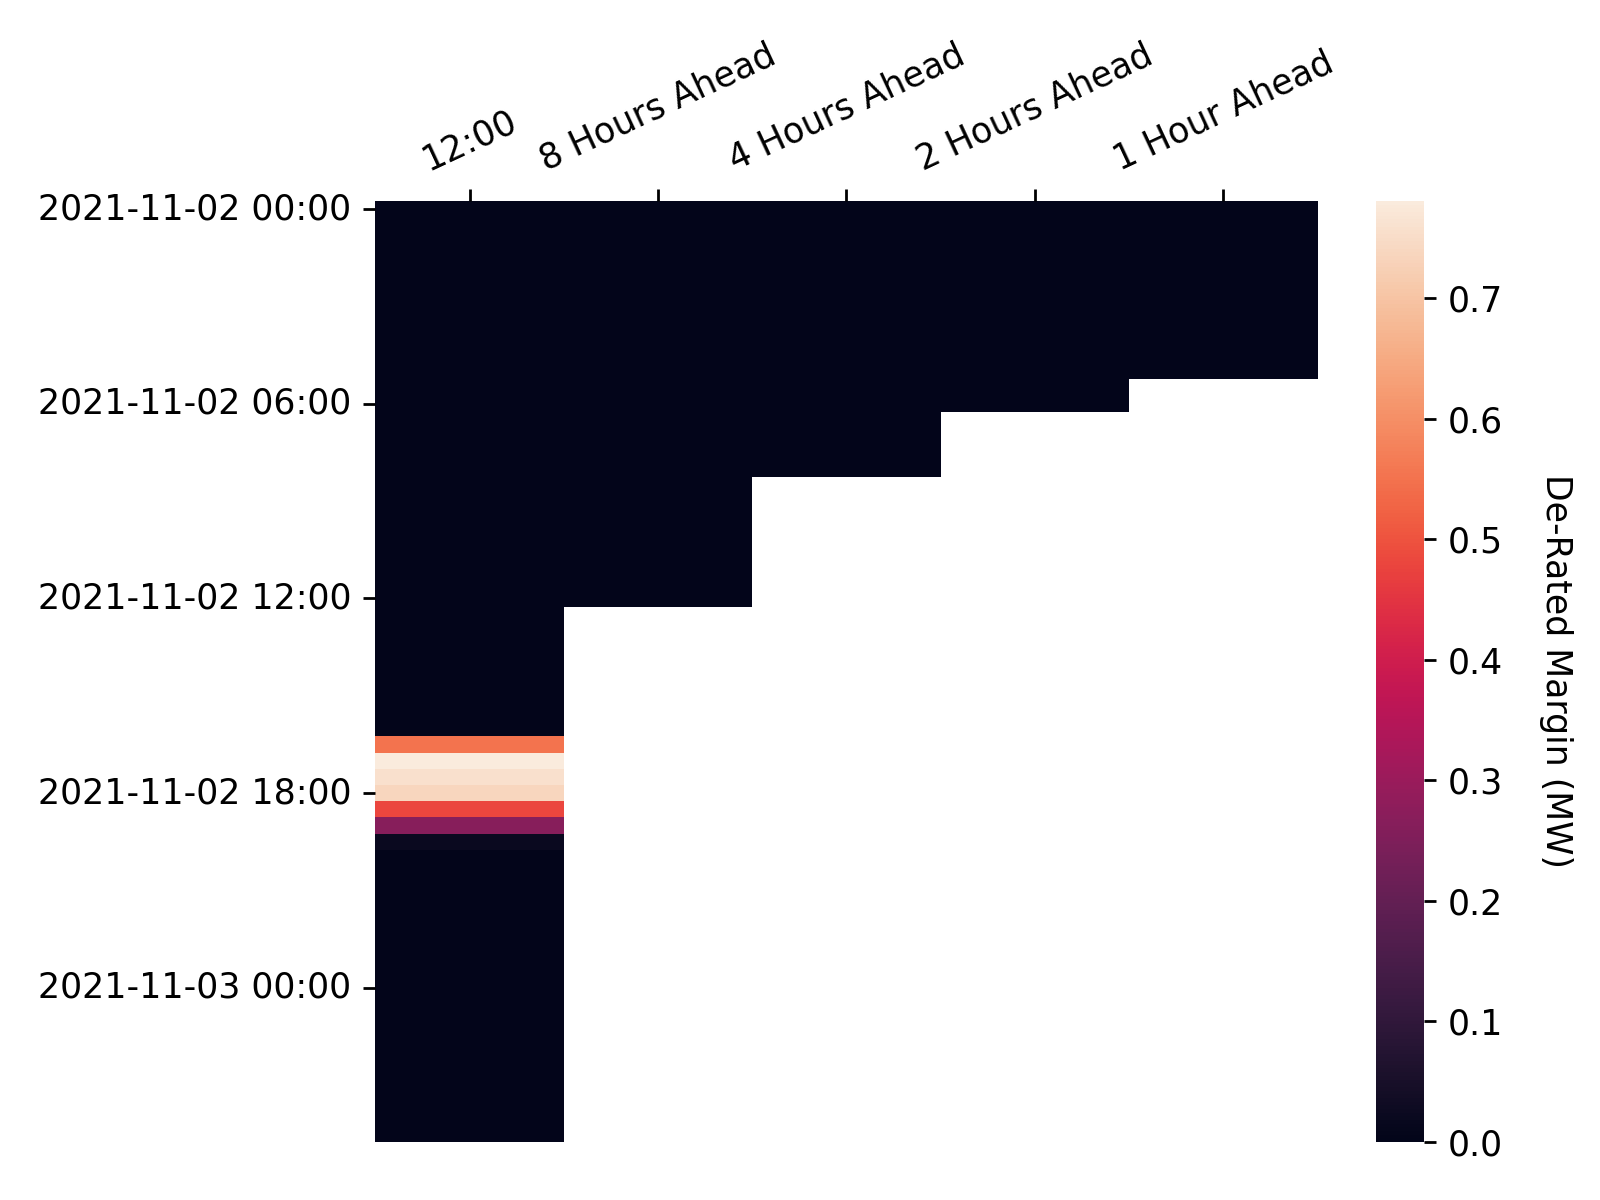 12:00
8 Hours Ahead
4 Hours Ahead
2 Hours Ahead
1 Hour Ahead
2021-11-02 00:00
2021-11-02 06:00
2021-11-02 12:00
2021-11-02 18:00
2021-11-03 00:00
0.7
0.6
0.5
0.4
0.3
0.2
0.1
0.0
De-Rated Margin (MW)